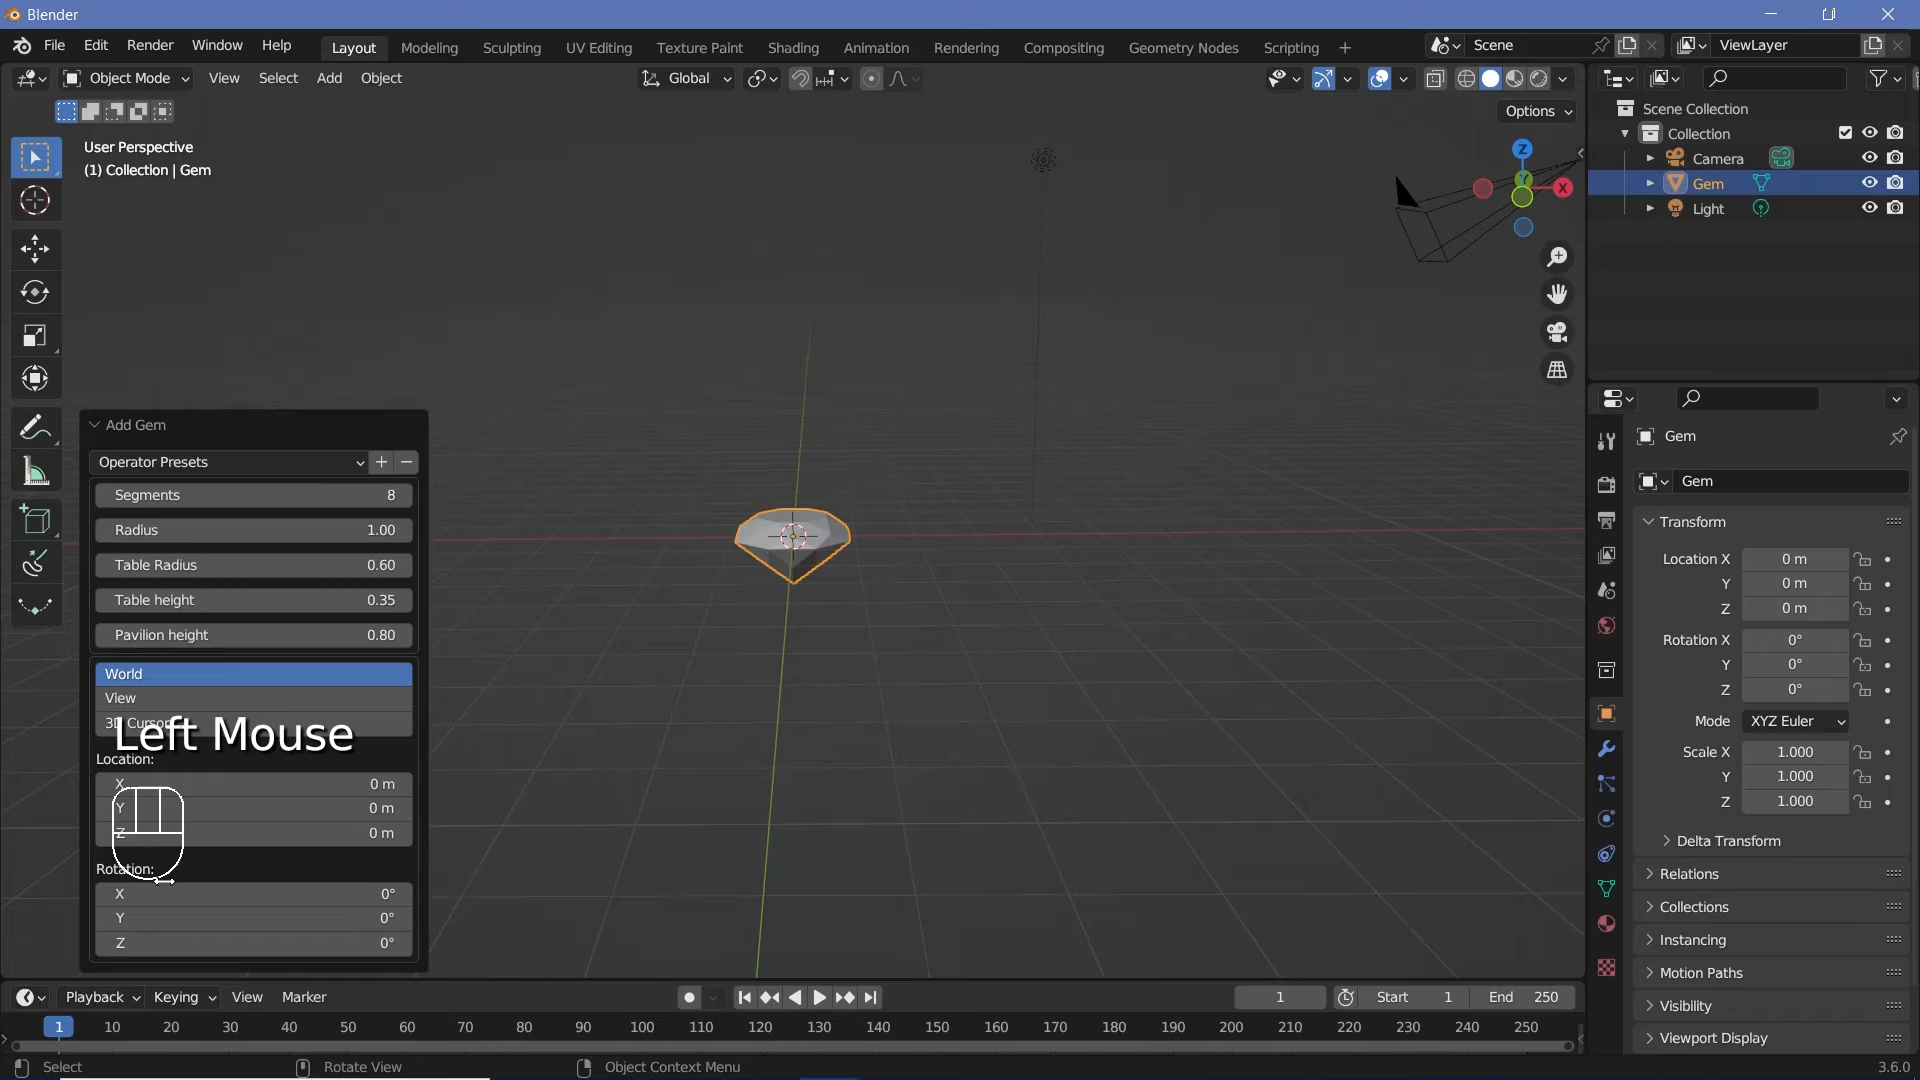 Blender
File Edit Render Window Help
Layout Modeling Sculpting UV Editing Texture Paint Shading Animation Rendering Compositing Geometry Nodes Scripting +
Scene
ViewLayer
Object Mode View Select Add Object
Global
Options
User Perspective
(1) Collection | Gem
Z
Y
X
Scene Collection
Collection
Camera
Gem
Light
Add Gem
Operator Presets
Segments 8
Radius 1.00
Table Radius 0.60
Table height 0.35
Pavilion height 0.80
World
View
3D Cursor
Left Mouse
Location:
X 0 m
Y 0 m
Z 0 m
Rotation:
X 0°
Y 0°
Z 0°
Gem
Gem
Transform
Location X 0 m
Y 0 m
Z 0 m
Rotation X 0°
Y 0°
Z 0°
Mode XYZ Euler
Scale X 1.000
Y 1.000
Z 1.000
Delta Transform
Relations
Collections
Instancing
Motion Paths
Visibility
Viewport Display
Playback Keying View Marker
1
Start 1 End 250
1 10 20 30 40 50 60 70 80 90 100 110 120 130 140 150 160 170 180 190 200 210 220 230 240 250
Select Rotate View Object Context Menu 3.6.0